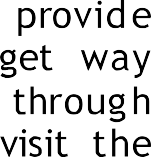 provide
get way
through
visit the